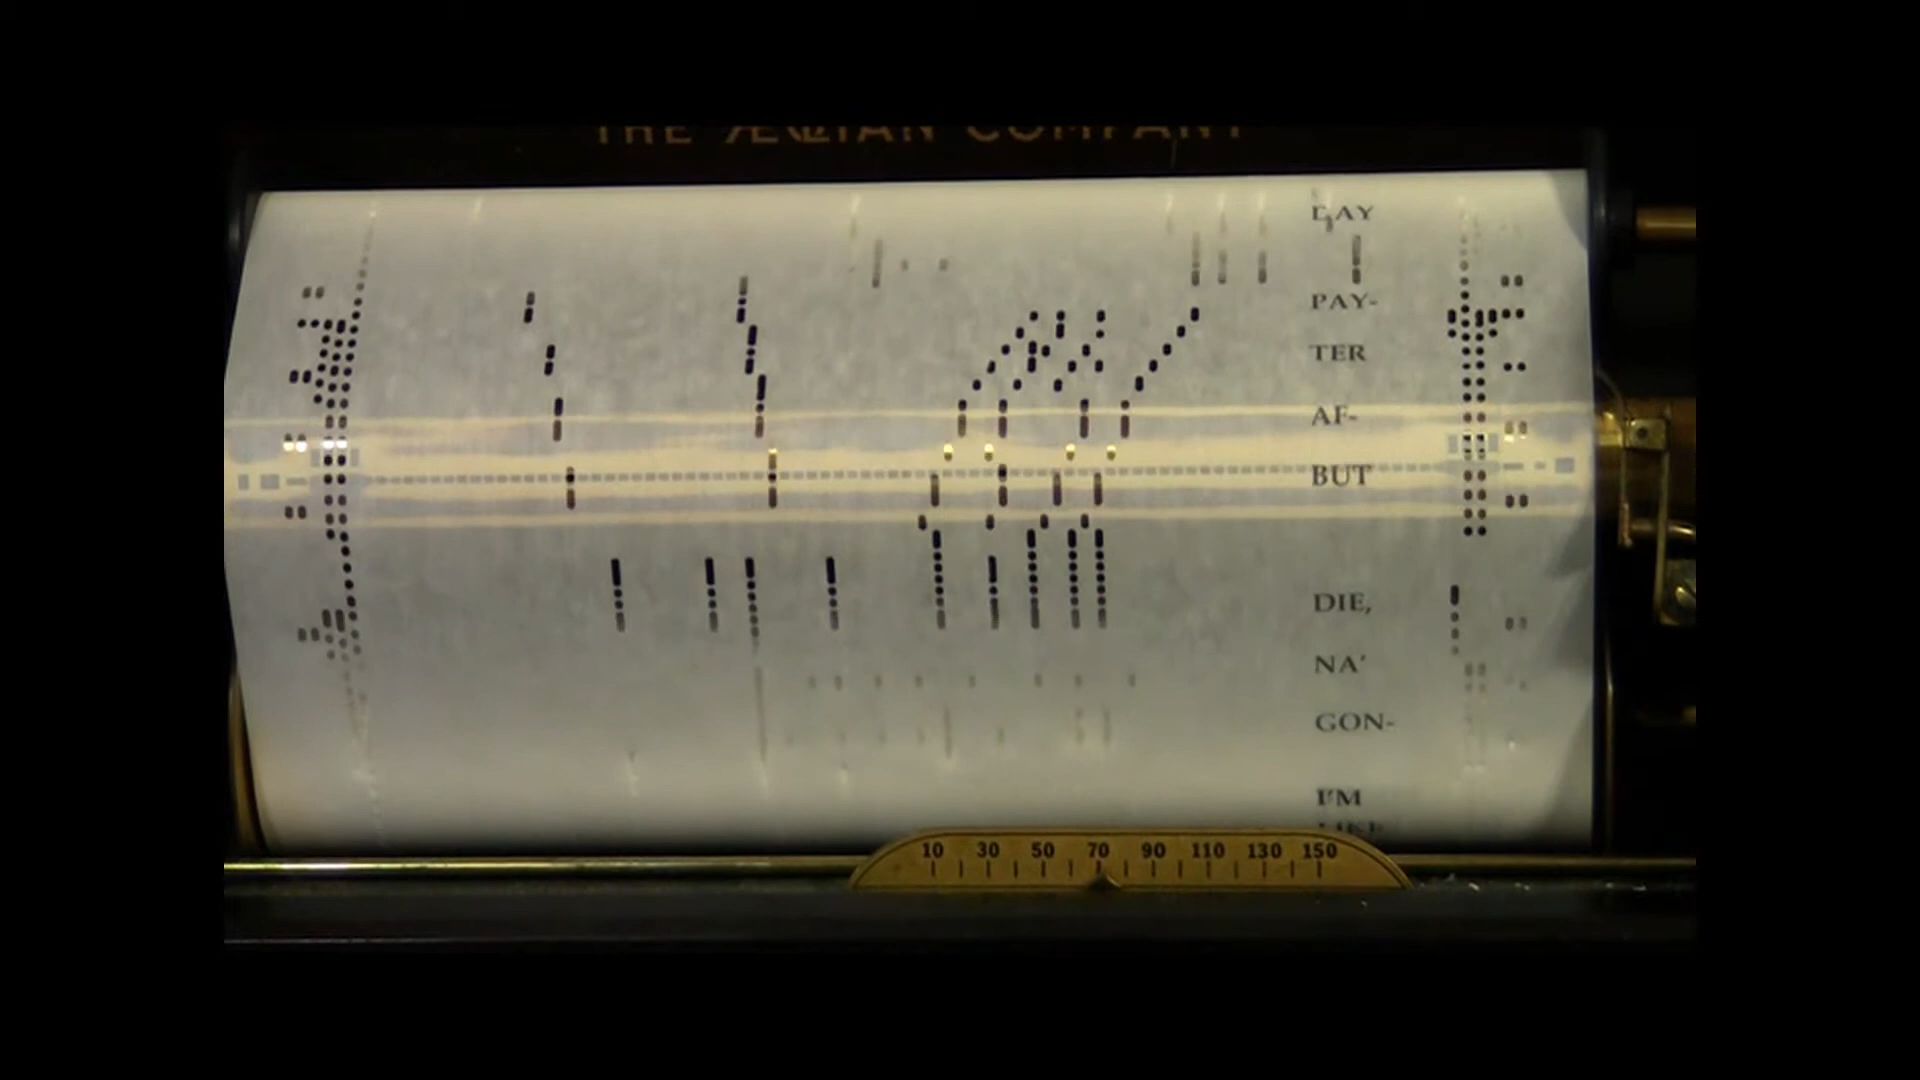 THE ÆOLIAN COMPANY
DAY
PAY-
TER
AF-
BUT
DIE,
NA'
GON-
I'M
LIKE
10 30 50 70 90 110 130 150